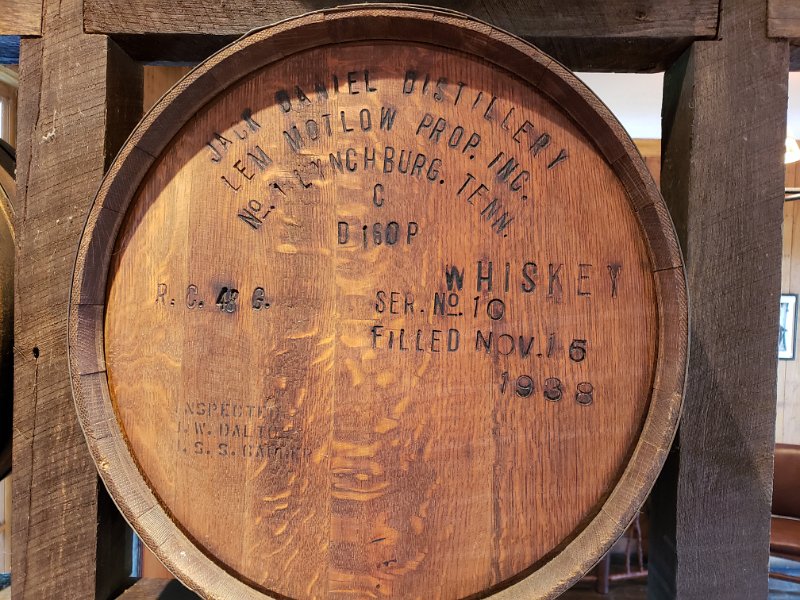 JACK DANIEL DISTILLERY
LEM MOTLOW PROP. INC.
No. 1 LYNCHBURG. TENN.
C
D 160 P
WHISKEY
R. C. 48 G.
SER. No. 10
FILLED NOV. 15
1938
INSPECTED
W. DALTON
S. S.